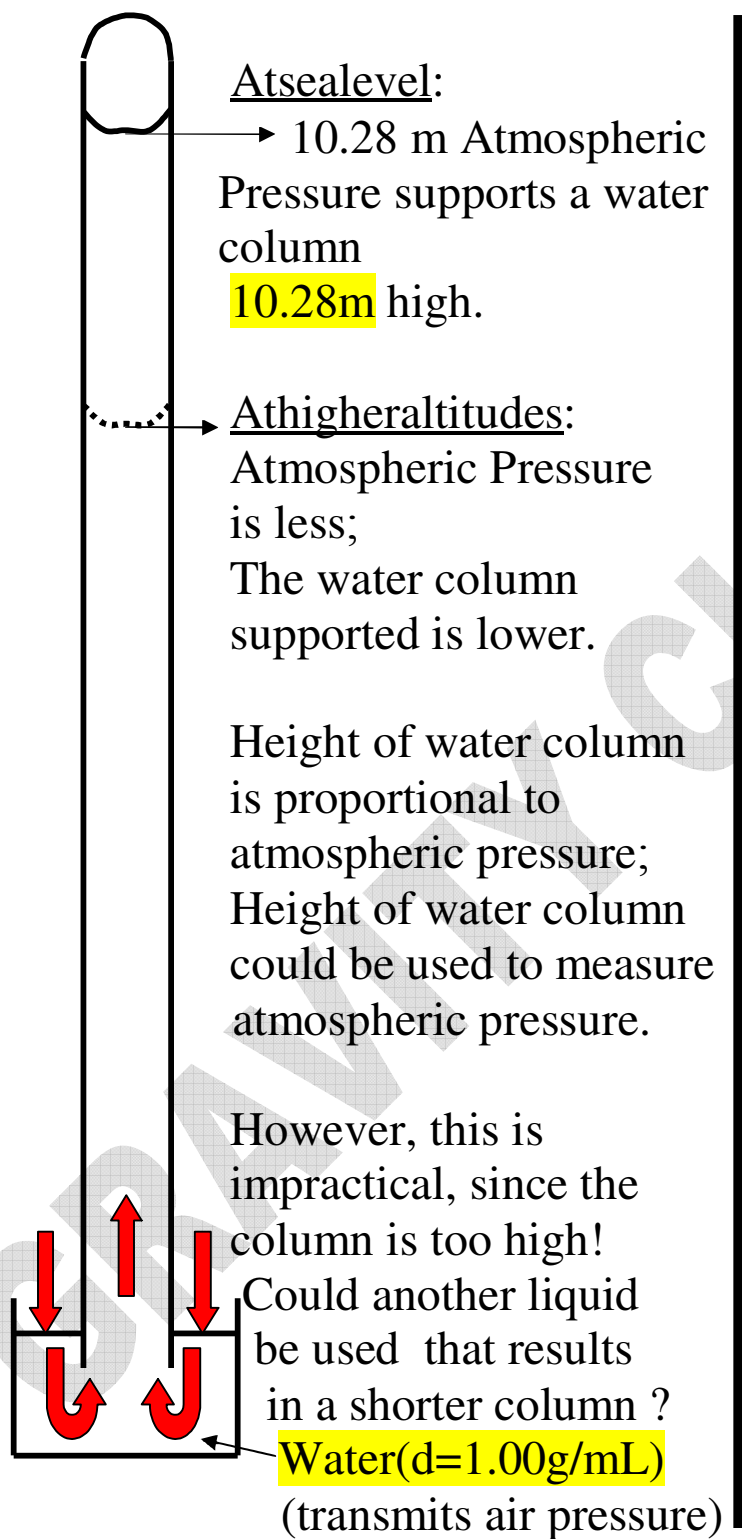 Atsealevel:
10.28 m Atmospheric
Pressure supports a water
column
10.28m high.
Athigheraltitudes:
Atmospheric Pressure
is less;
The water column
supported is lower.
Height of water column
is proportional to
atmospheric pressure;
Height of water column
could be used to measure
atmospheric pressure.
However, this is
impractical, since the
column is too high!
Could another liquid
be used that results
in a shorter column ?
Water(d=1.00g/mL)
(transmits air pressure)
GRAVITY